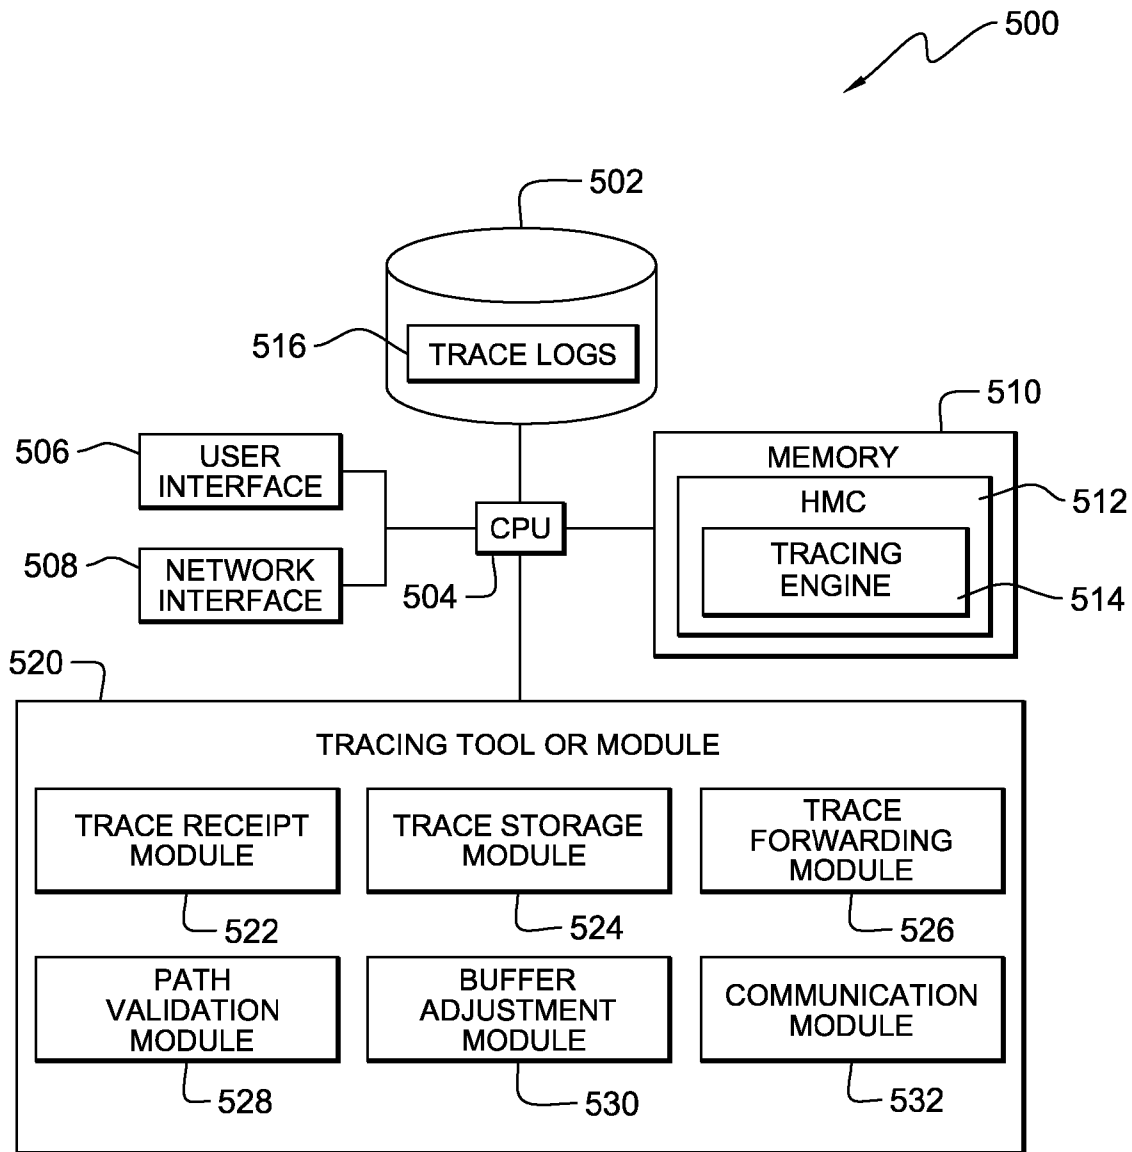 500
502
516
TRACE LOGS
510
506
USER
INTERFACE
MEMORY
HMC
512
CPU
508
NETWORK
INTERFACE
504
TRACING
ENGINE
514
520
TRACING TOOL OR MODULE
TRACE RECEIPT
MODULE
TRACE STORAGE
MODULE
TRACE
FORWARDING
MODULE
522
524
526
PATH
VALIDATION
MODULE
BUFFER
ADJUSTMENT
MODULE
COMMUNICATION
MODULE
528
530
532